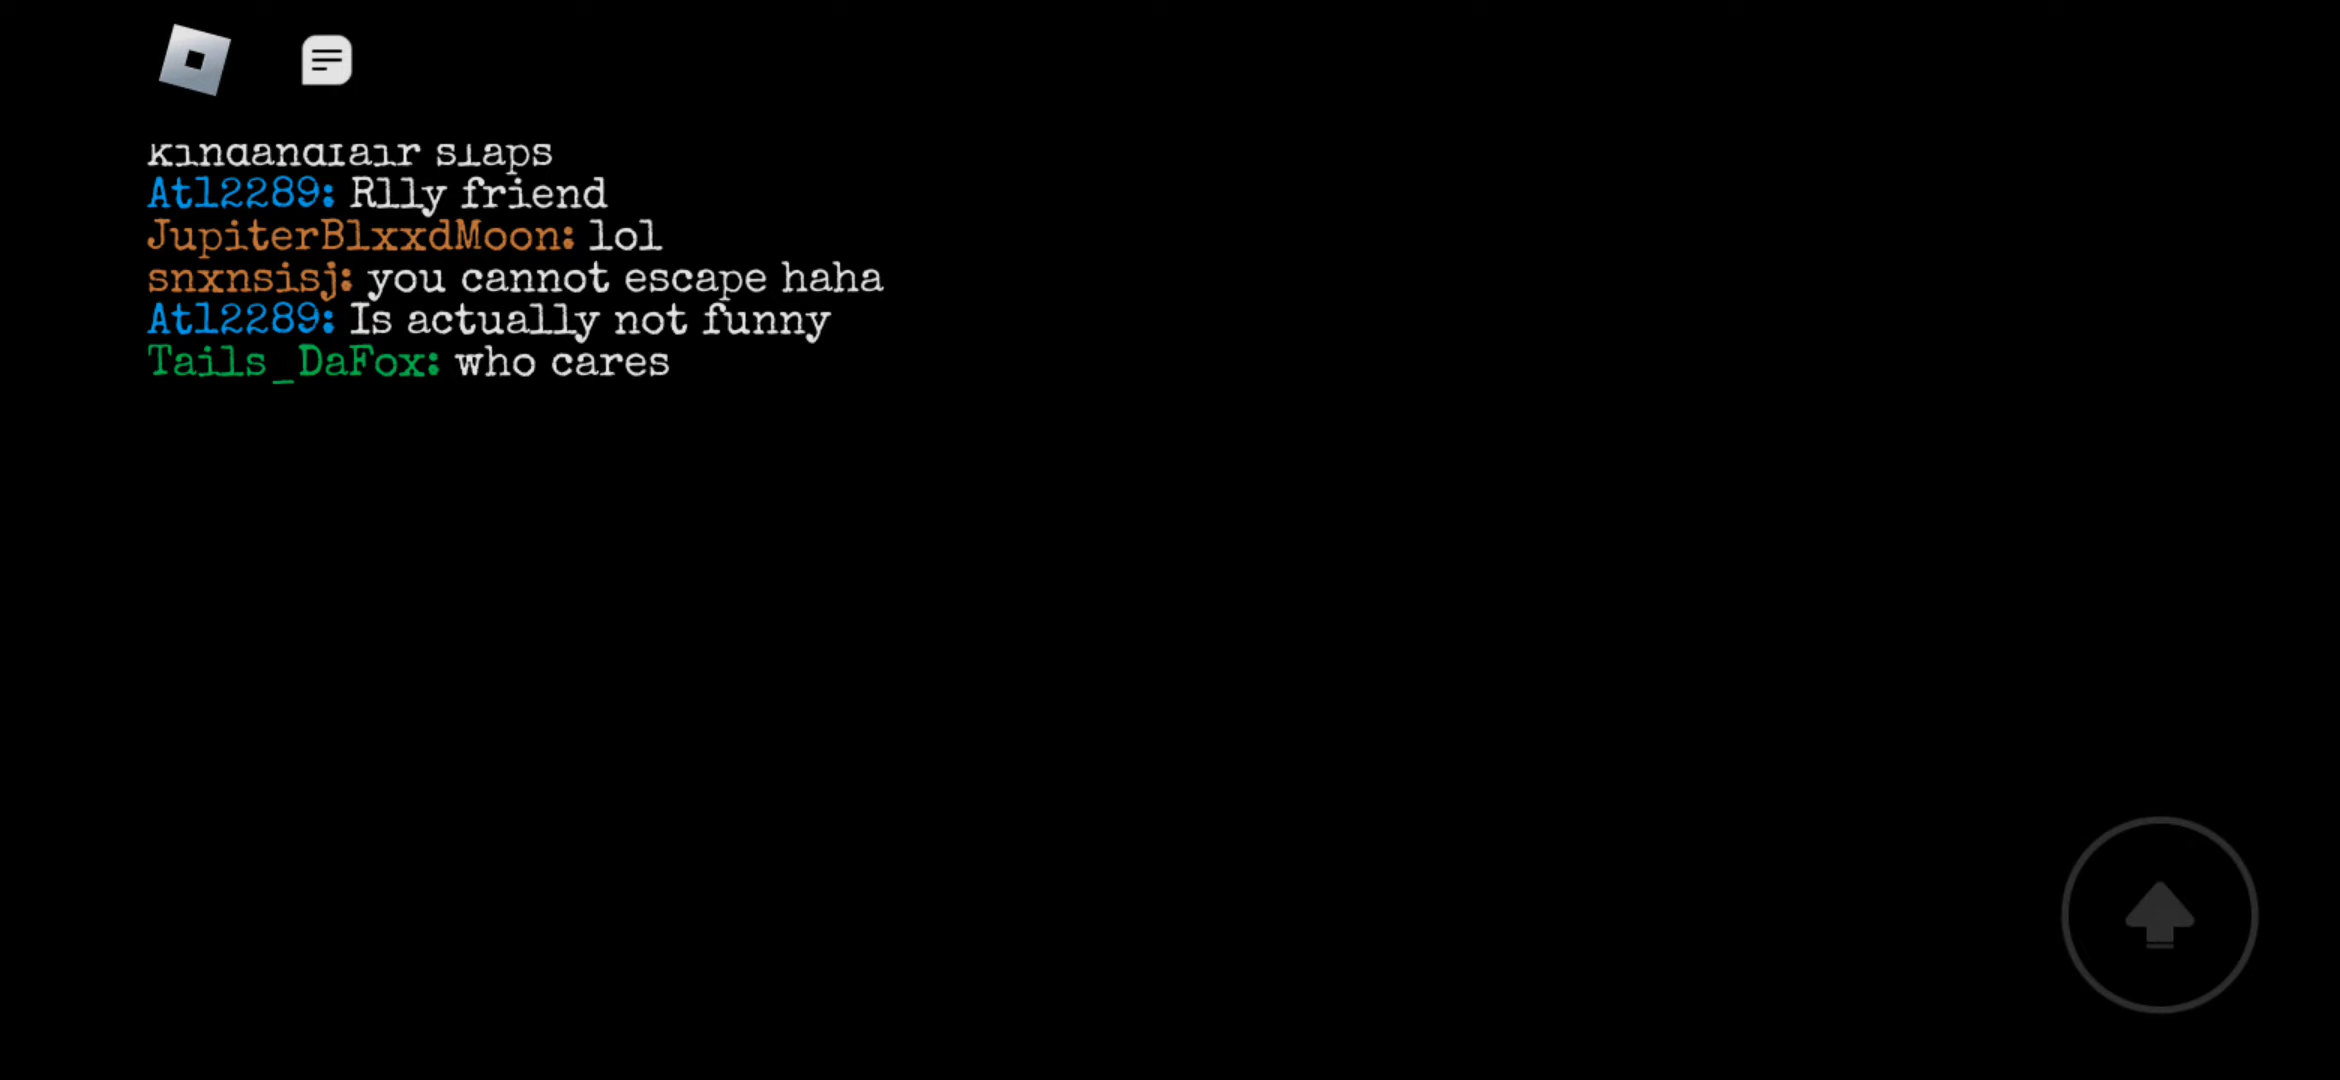 kindandfair slaps
Atl2289: Rlly friend
JupiterBlxxdMoon: lol
snxnsisj: you cannot escape haha
Atl2289: Is actually not funny
Tails_DaFox: who cares